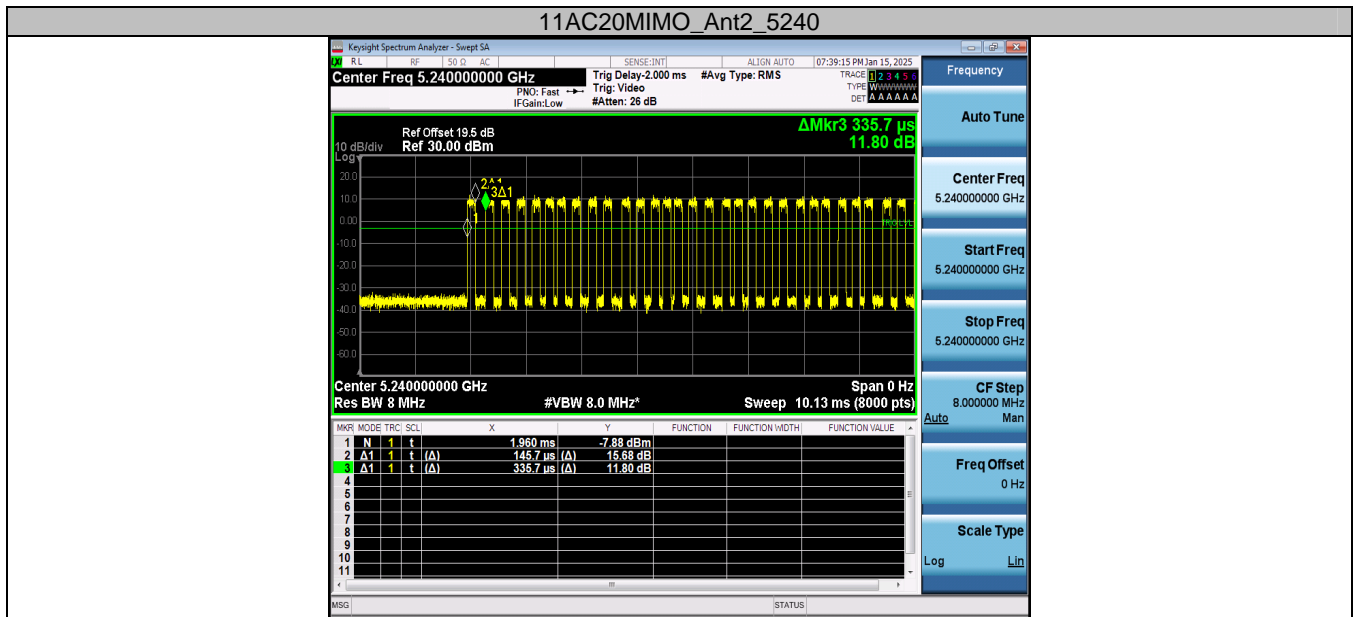 11AC20MIMO_Ant2_5240
Keysight Spectrum Analyzer - Swept SA
LXI RL RF 50 Ω AC SENSE:INT ALIGN AUTO 07:39:15 PM Jan 15, 2025
Center Freq 5.240000000 GHz
PNO: Fast
IFGain:Low
Trig Delay-2.000 ms
Trig: Video
#Atten: 26 dB
#Avg Type: RMS
TRACE 1 2 3 4 5 6
TYPE WWWWWW
DET A A A A A A
Frequency
Auto Tune
Center Freq
5.240000000 GHz
Start Freq
5.240000000 GHz
Stop Freq
5.240000000 GHz
CF Step
8.000000 MHz
Auto Man
Freq Offset
0 Hz
Scale Type
Log Lin
ΔMkr3 335.7 µs
11.80 dB
Ref Offset 19.5 dB
10 dB/div Ref 30.00 dBm
Log
20.0
10.0
0.00
-10.0
-20.0
-30.0
-40.0
-50.0
-60.0
3Δ1
1
TRIG LVL
Center 5.240000000 GHz Span 0 Hz
Res BW 8 MHz #VBW 8.0 MHz* Sweep 10.13 ms (8000 pts)
MKR MODE TRC SCL X Y FUNCTION FUNCTION WIDTH FUNCTION VALUE
1 N 1 t 1.960 ms -7.88 dBm
2 Δ1 1 t (Δ) 145.7 µs (Δ) 15.68 dB
3 Δ1 1 t (Δ) 335.7 µs (Δ) 11.80 dB
4
5
6
7
8
9
10
11
MSG STATUS